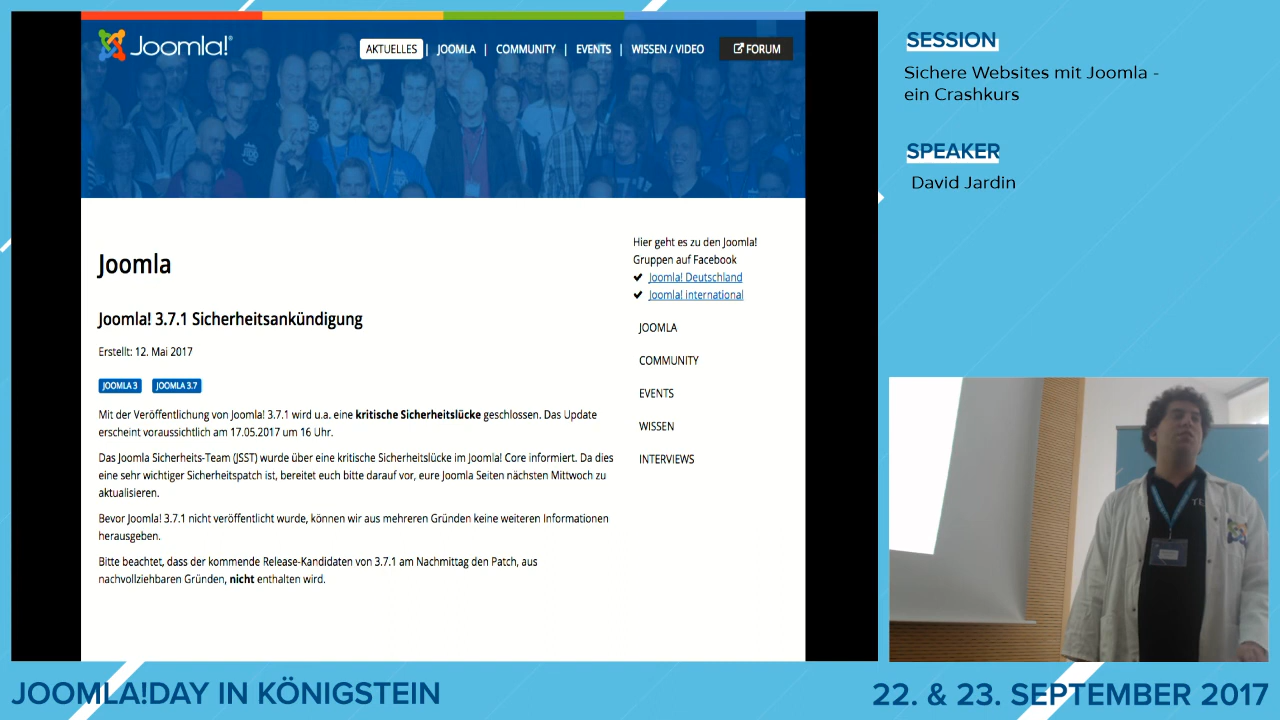 Joomla!
AKTUELLES | JOOMLA | COMMUNITY | EVENTS | WISSEN / VIDEO FORUM
Joomla
Joomla! 3.7.1 Sicherheitsankündigung
Erstellt: 12. Mai 2017
JOOMLA 3 JOOMLA 3.7
Mit der Veröffentlichung von Joomla! 3.7.1 wird u.a. eine kritische Sicherheitslücke geschlossen. Das Update
erscheint voraussichtlich am 17.05.2017 um 16 Uhr.
Das Joomla Sicherheits-Team (JSST) wurde über eine kritische Sicherheitslücke im Joomla! Core informiert. Da dies
eine sehr wichtiger Sicherheitspatch ist, bereitet euch bitte darauf vor, eure Joomla Seiten nächsten Mittwoch zu
aktualisieren.
Bevor Joomla! 3.7.1 nicht veröffentlicht wurde, können wir aus mehreren Gründen keine weiteren Informationen
herausgeben.
Bitte beachtet, dass der kommende Release-Kandidaten von 3.7.1 am Nachmittag den Patch, aus
nachvollziehbaren Gründen, nicht enthalten wird.
Hier geht es zu den Joomla!
Gruppen auf Facebook
Joomla! Deutschland
Joomla! international
JOOMLA
COMMUNITY
EVENTS
WISSEN
INTERVIEWS
SESSION
Sichere Websites mit Joomla -
ein Crashkurs
SPEAKER
David Jardin
JOOMLA!DAY IN KÖNIGSTEIN
22. & 23. SEPTEMBER 2017